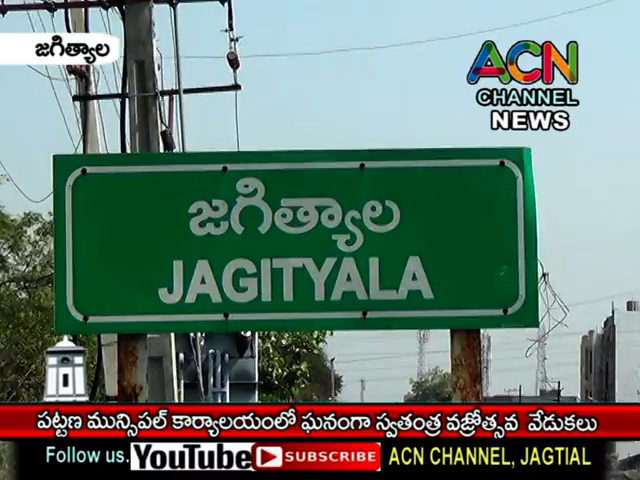 జగిత్యాల
ACN
CHANNEL
NEWS
జగిత్యాల
JAGITYALA
పట్టణ మున్సిపల్ కార్యాలయంలో ఘనంగా స్వతంత్ర వజ్రోత్సవ వేడుకలు
Follow us. YouTube SUBSCRIBE ACN CHANNEL, JAGTIAL